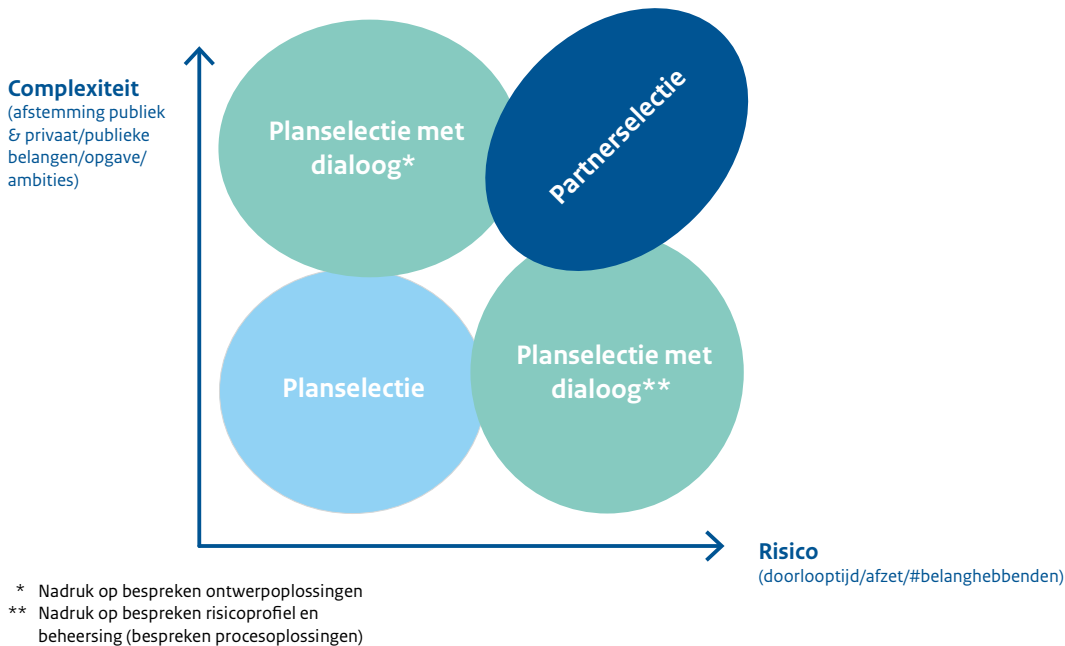 Complexiteit
(afstemming publiek
& privaat/publieke
belangen/opgave/
ambities)
Planselectie met
dialoog*
Partnerselectie
Planselectie
Planselectie met
dialoog**
Risico
(doorlooptijd/afzet/#belanghebbenden)
* Nadruk op bespreken ontwerpoplossingen
** Nadruk op bespreken risicoprofiel en
beheersing (bespreken procesoplossingen)